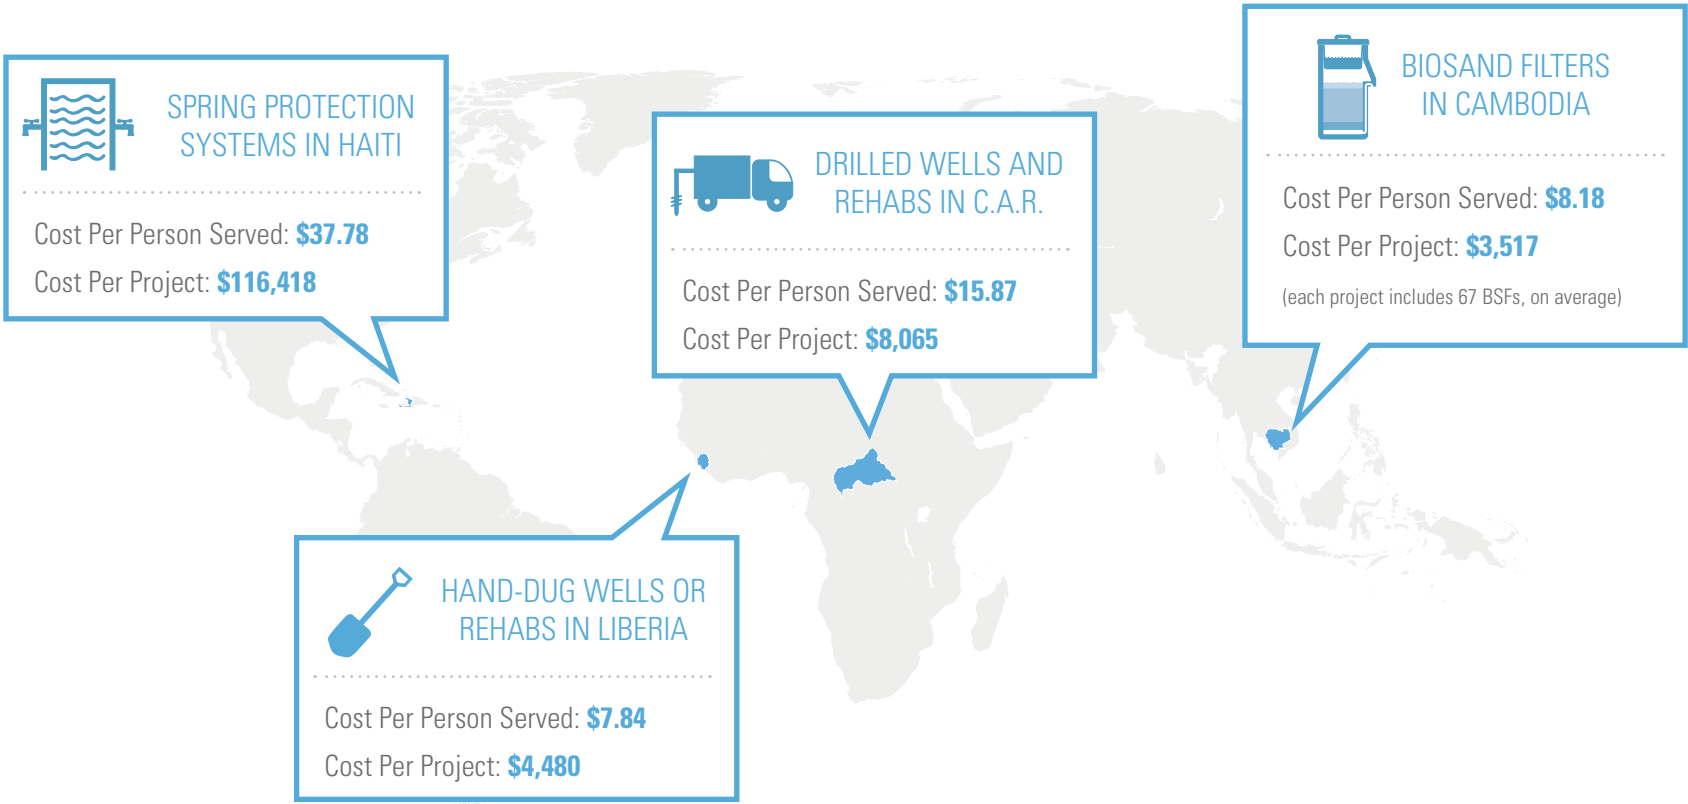 SPRING PROTECTION
SYSTEMS IN HAITI
Cost Per Person Served: $37.78
Cost Per Project: $116,418
DRILLED WELLS AND
REHABS IN C.A.R.
Cost Per Person Served: $15.87
Cost Per Project: $8,065
BIOSAND FILTERS
IN CAMBODIA
Cost Per Person Served: $8.18
Cost Per Project: $3,517
(each project includes 67 BSFs, on average)
HAND-DUG WELLS OR
REHABS IN LIBERIA
Cost Per Person Served: $7.84
Cost Per Project: $4,480